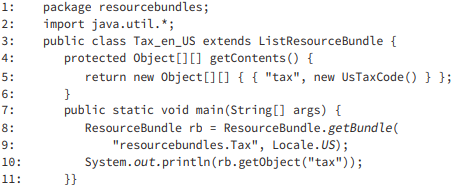 1: package resourcebundles;
2: import java.util.*;
3: public class Tax_en_US extends ListResourceBundle {
4: protected Object[][] getContents() {
5: return new Object[][] { { "tax", new UsTaxCode() } };
6: }
7: public static void main(String[] args) {
8: ResourceBundle rb = ResourceBundle.getBundle(
9: "resourcebundles.Tax", Locale.US);
10: System.out.println(rb.getObject("tax"));
11: }}